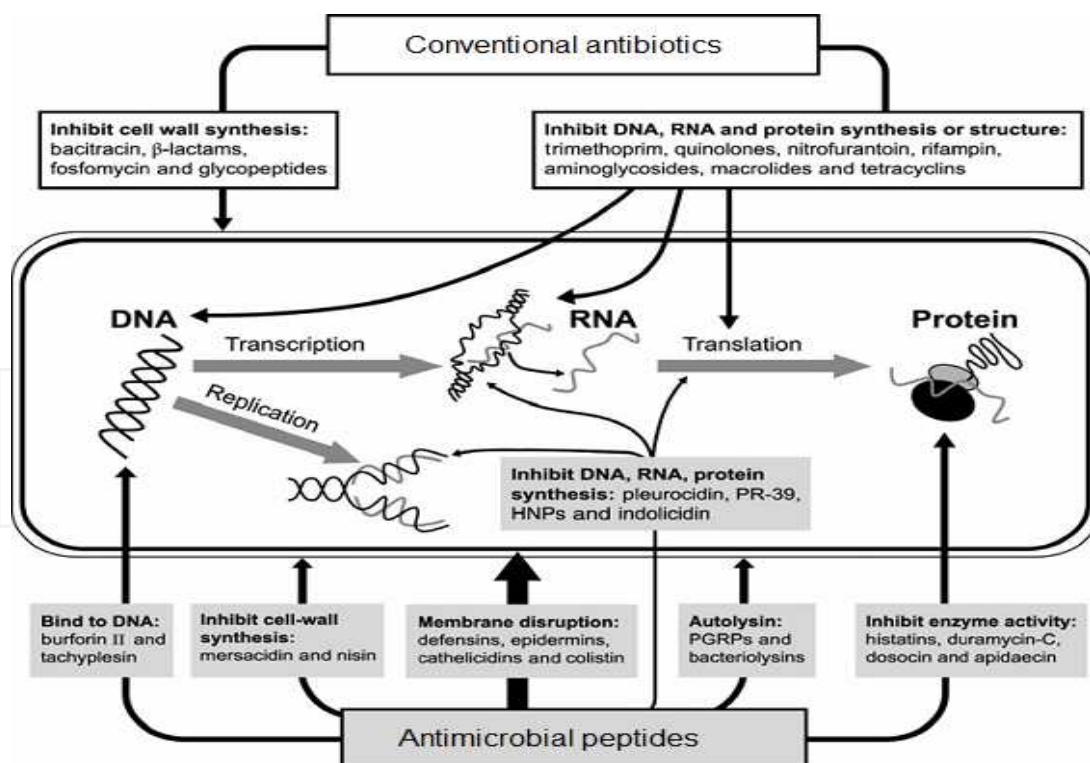 Conventional antibiotics
Inhibit cell wall synthesis:
bacitracin, β-lactams,
fosfomycin and glycopeptides
Inhibit DNA, RNA and protein synthesis or structure:
trimethoprim, quinolones, nitrofurantoin, rifampin,
aminoglycosides, macrolides and tetracyclins
DNA
RNA
Protein
Transcription
Translation
Replication
Inhibit DNA, RNA, protein
synthesis: pleurocidin, PR-39,
HNPs and indolicidin
Bind to DNA:
burforin II and
tachyplesin
Inhibit cell-wall
synthesis:
mersacidin and nisin
Membrane disruption:
defensins, epidermins,
cathelicidins and colistin
Autolysin:
PGRPs and
bacteriolysins
Inhibit enzyme activity:
histatins, duramycin-C,
dosocin and apidaecin
Antimicrobial peptides